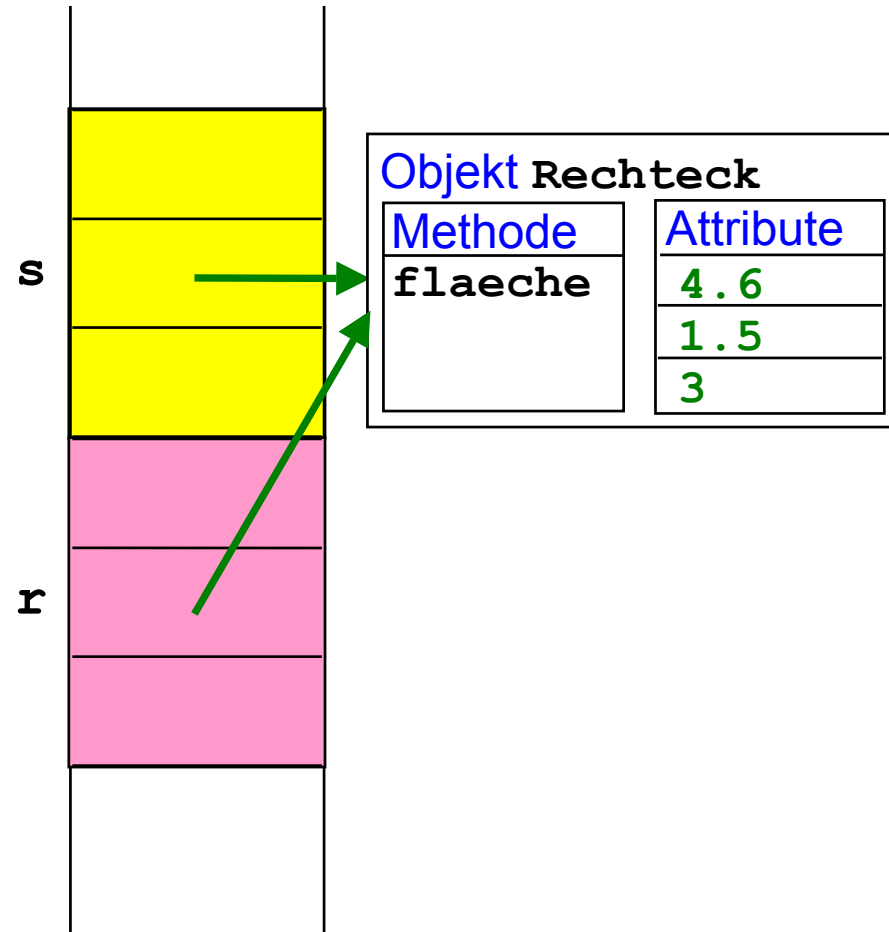 Objekt Rechteck
Methode
Attribute
s
flaeche
4.6
1.5
3
r